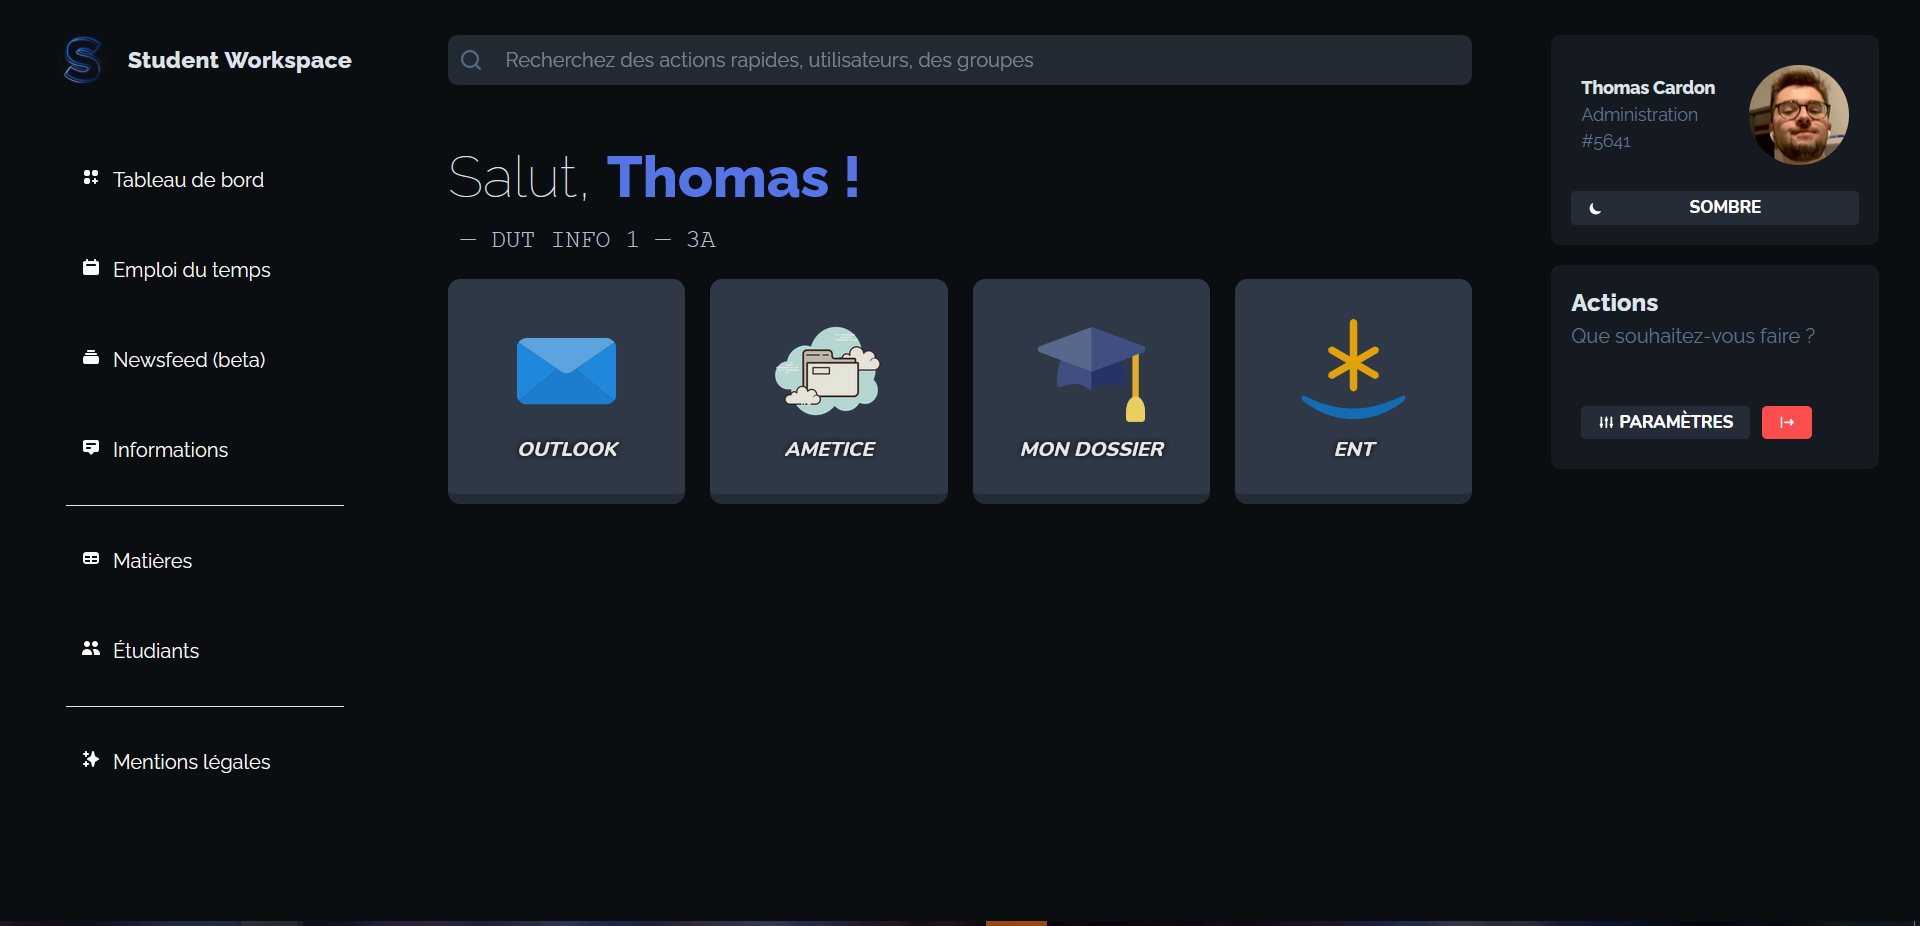 Student Workspace
Recherchez des actions rapides, utilisateurs, des groupes
Tableau de bord
Emploi du temps
Newsfeed (beta)
Informations
Matières
Étudiants
Mentions légales
Salut, Thomas !
— DUT INFO 1 — 3A
OUTLOOK
AMETICE
MON DOSSIER
ENT
Thomas Cardon
Administration
#5641
SOMBRE
Actions
Que souhaitez-vous faire ?
PARAMÈTRES